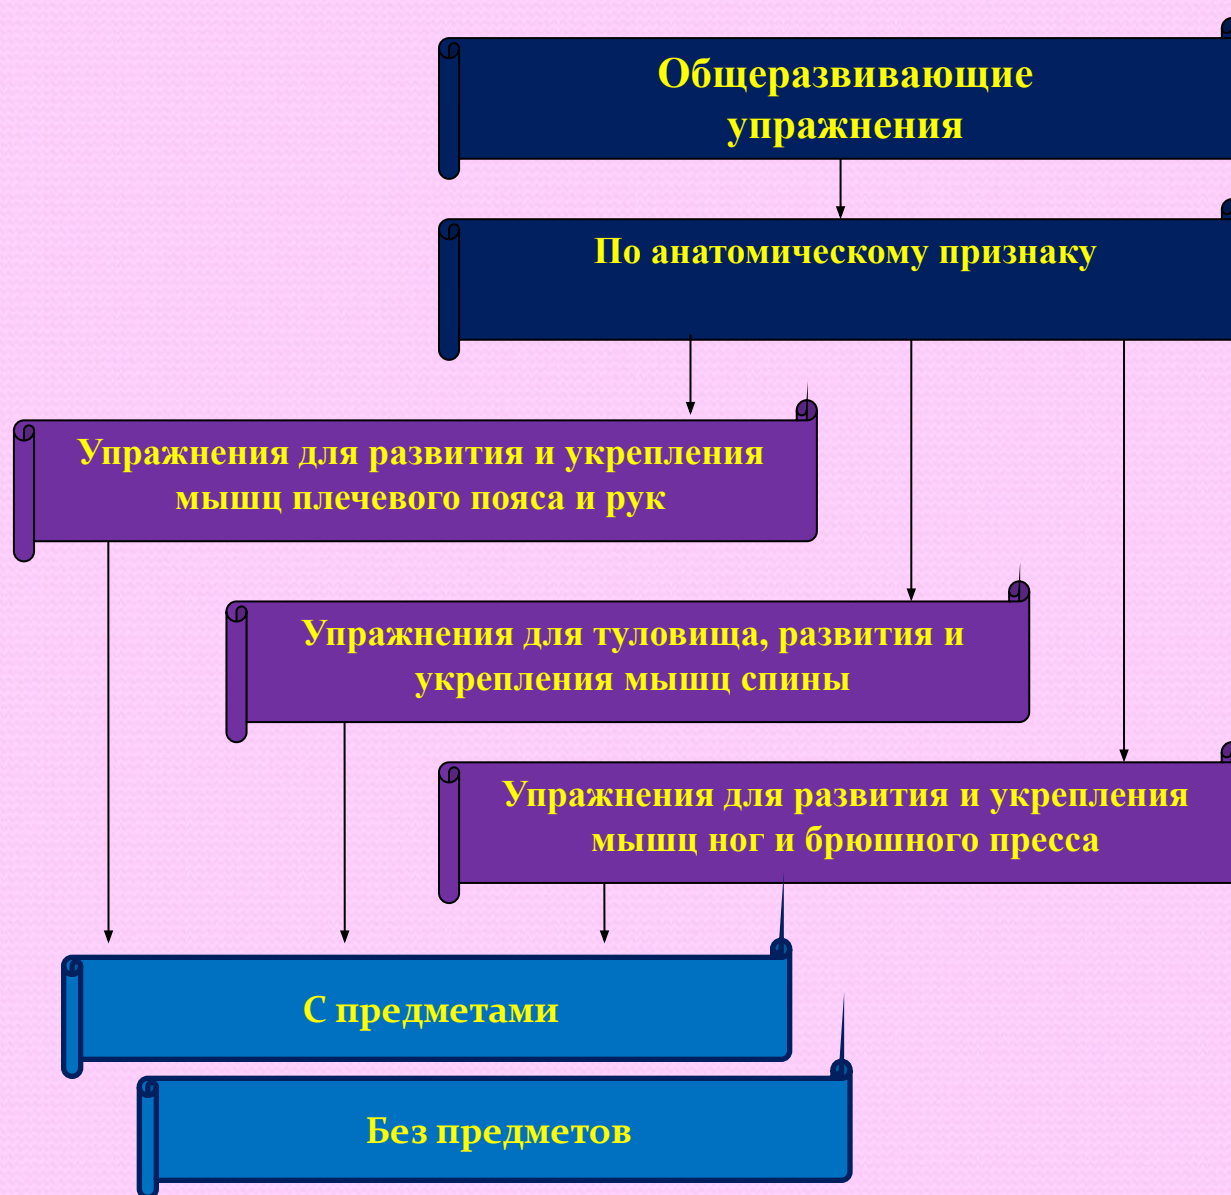 Общеразвивающие
упражнения
По анатомическому признаку
Упражнения для развития и укрепления
мышц плечевого пояса и рук
Упражнения для туловища, развития и
укрепления мышц спины
Упражнения для развития и укрепления
мышц ног и брюшного пресса
С предметами
Без предметов